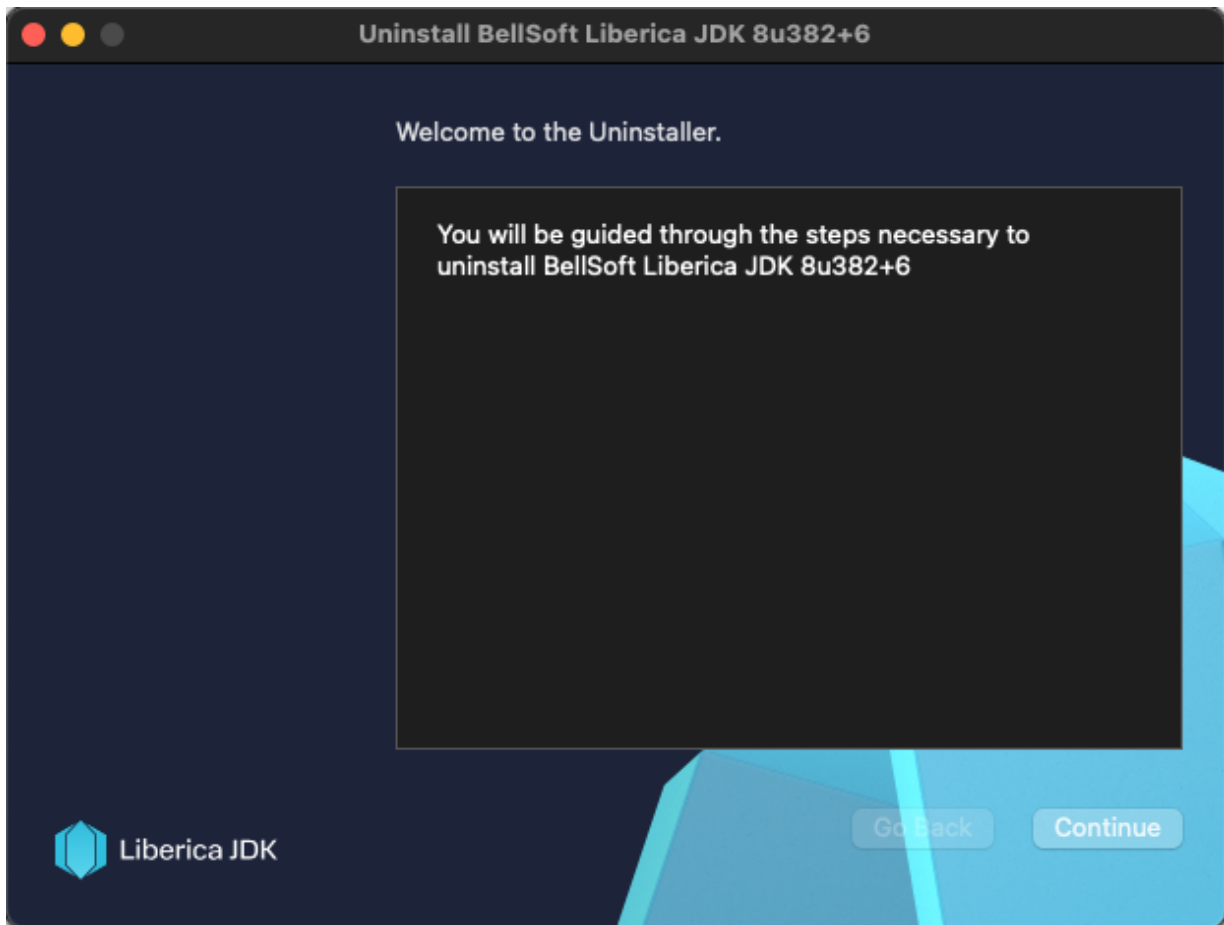 Uninstall BellSoft Liberica JDK 8u382+6
Welcome to the Uninstaller.
You will be guided through the steps necessary to
uninstall BellSoft Liberica JDK 8u382+6
Go Back
Continue
Liberica JDK